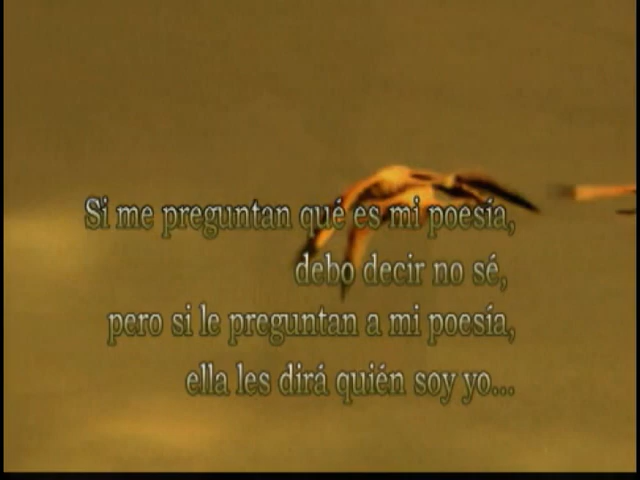 Si me preguntan qué es mi poesía,
debo decir no sé,
pero si le preguntan a mi poesía,
ella les dirá quién soy yo...